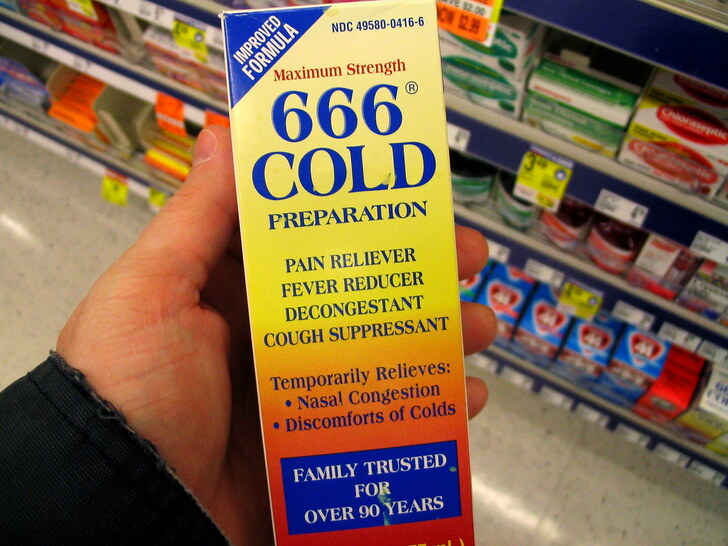 IMPROVED
FORMULA
NDC 49580-0416-6
Maximum Strength
666®
COLD
PREPARATION
PAIN RELIEVER
FEVER REDUCER
DECONGESTANT
COUGH SUPPRESSANT
Temporarily Relieves:
• Nasal Congestion
• Discomforts of Colds
FAMILY TRUSTED
FOR
OVER 90 YEARS
Chloraseptic